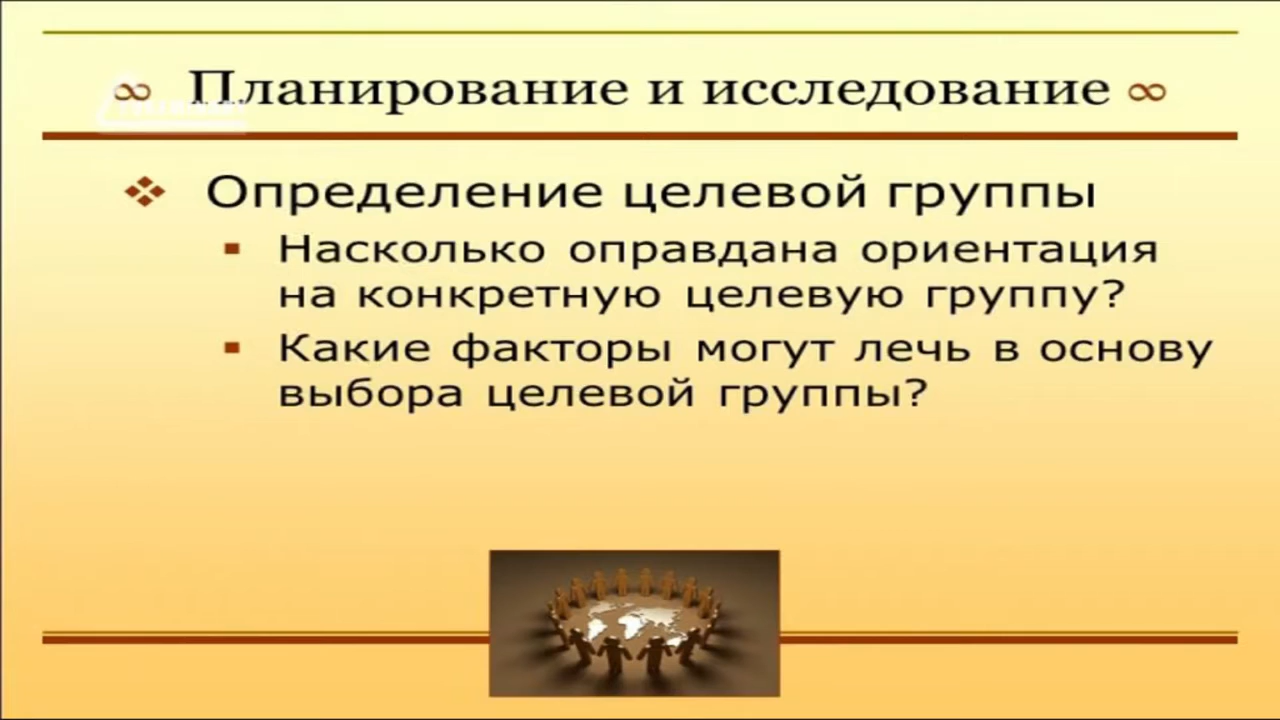 ∞ Планирование и исследование ∞
Определение целевой группы
Насколько оправдана ориентация
на конкретную целевую группу?
Какие факторы могут лечь в основу
выбора целевой группы?